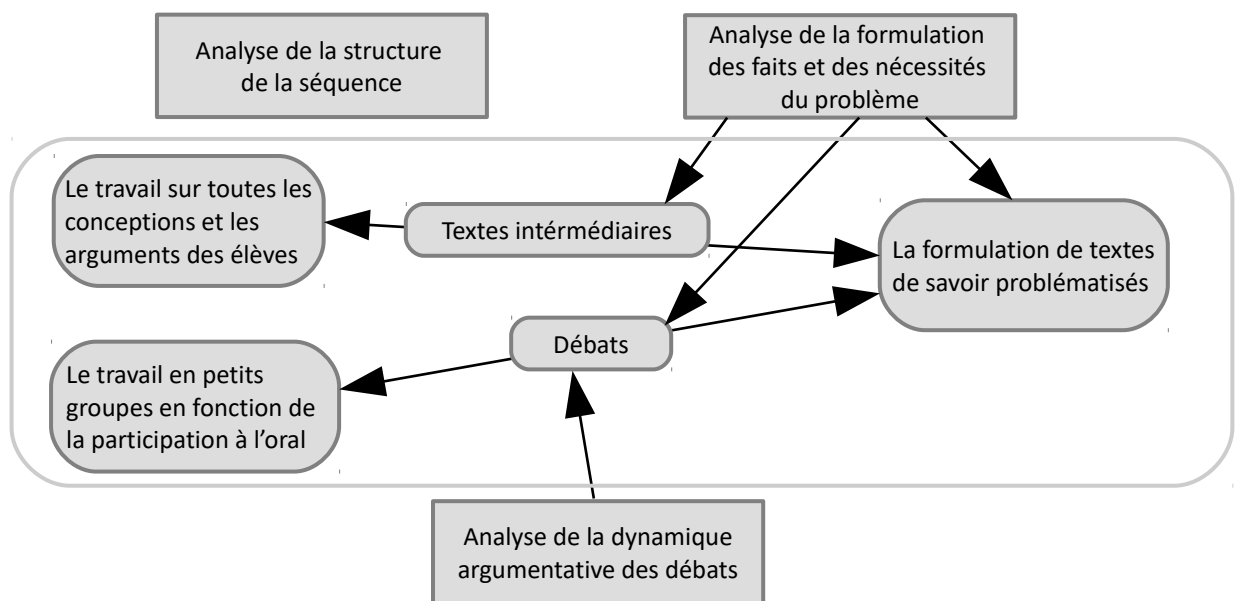 Analyse de la structure
de la séquence
Analyse de la formulation
des faits et des nécessités
du problème
Le travail sur toutes les
conceptions et les
arguments des élèves
Textes intérmédiaires
La formulation de textes
de savoir problématisés
Débats
Le travail en petits
groupes en fonction de
la participation à l’oral
Analyse de la dynamique
argumentative des débats